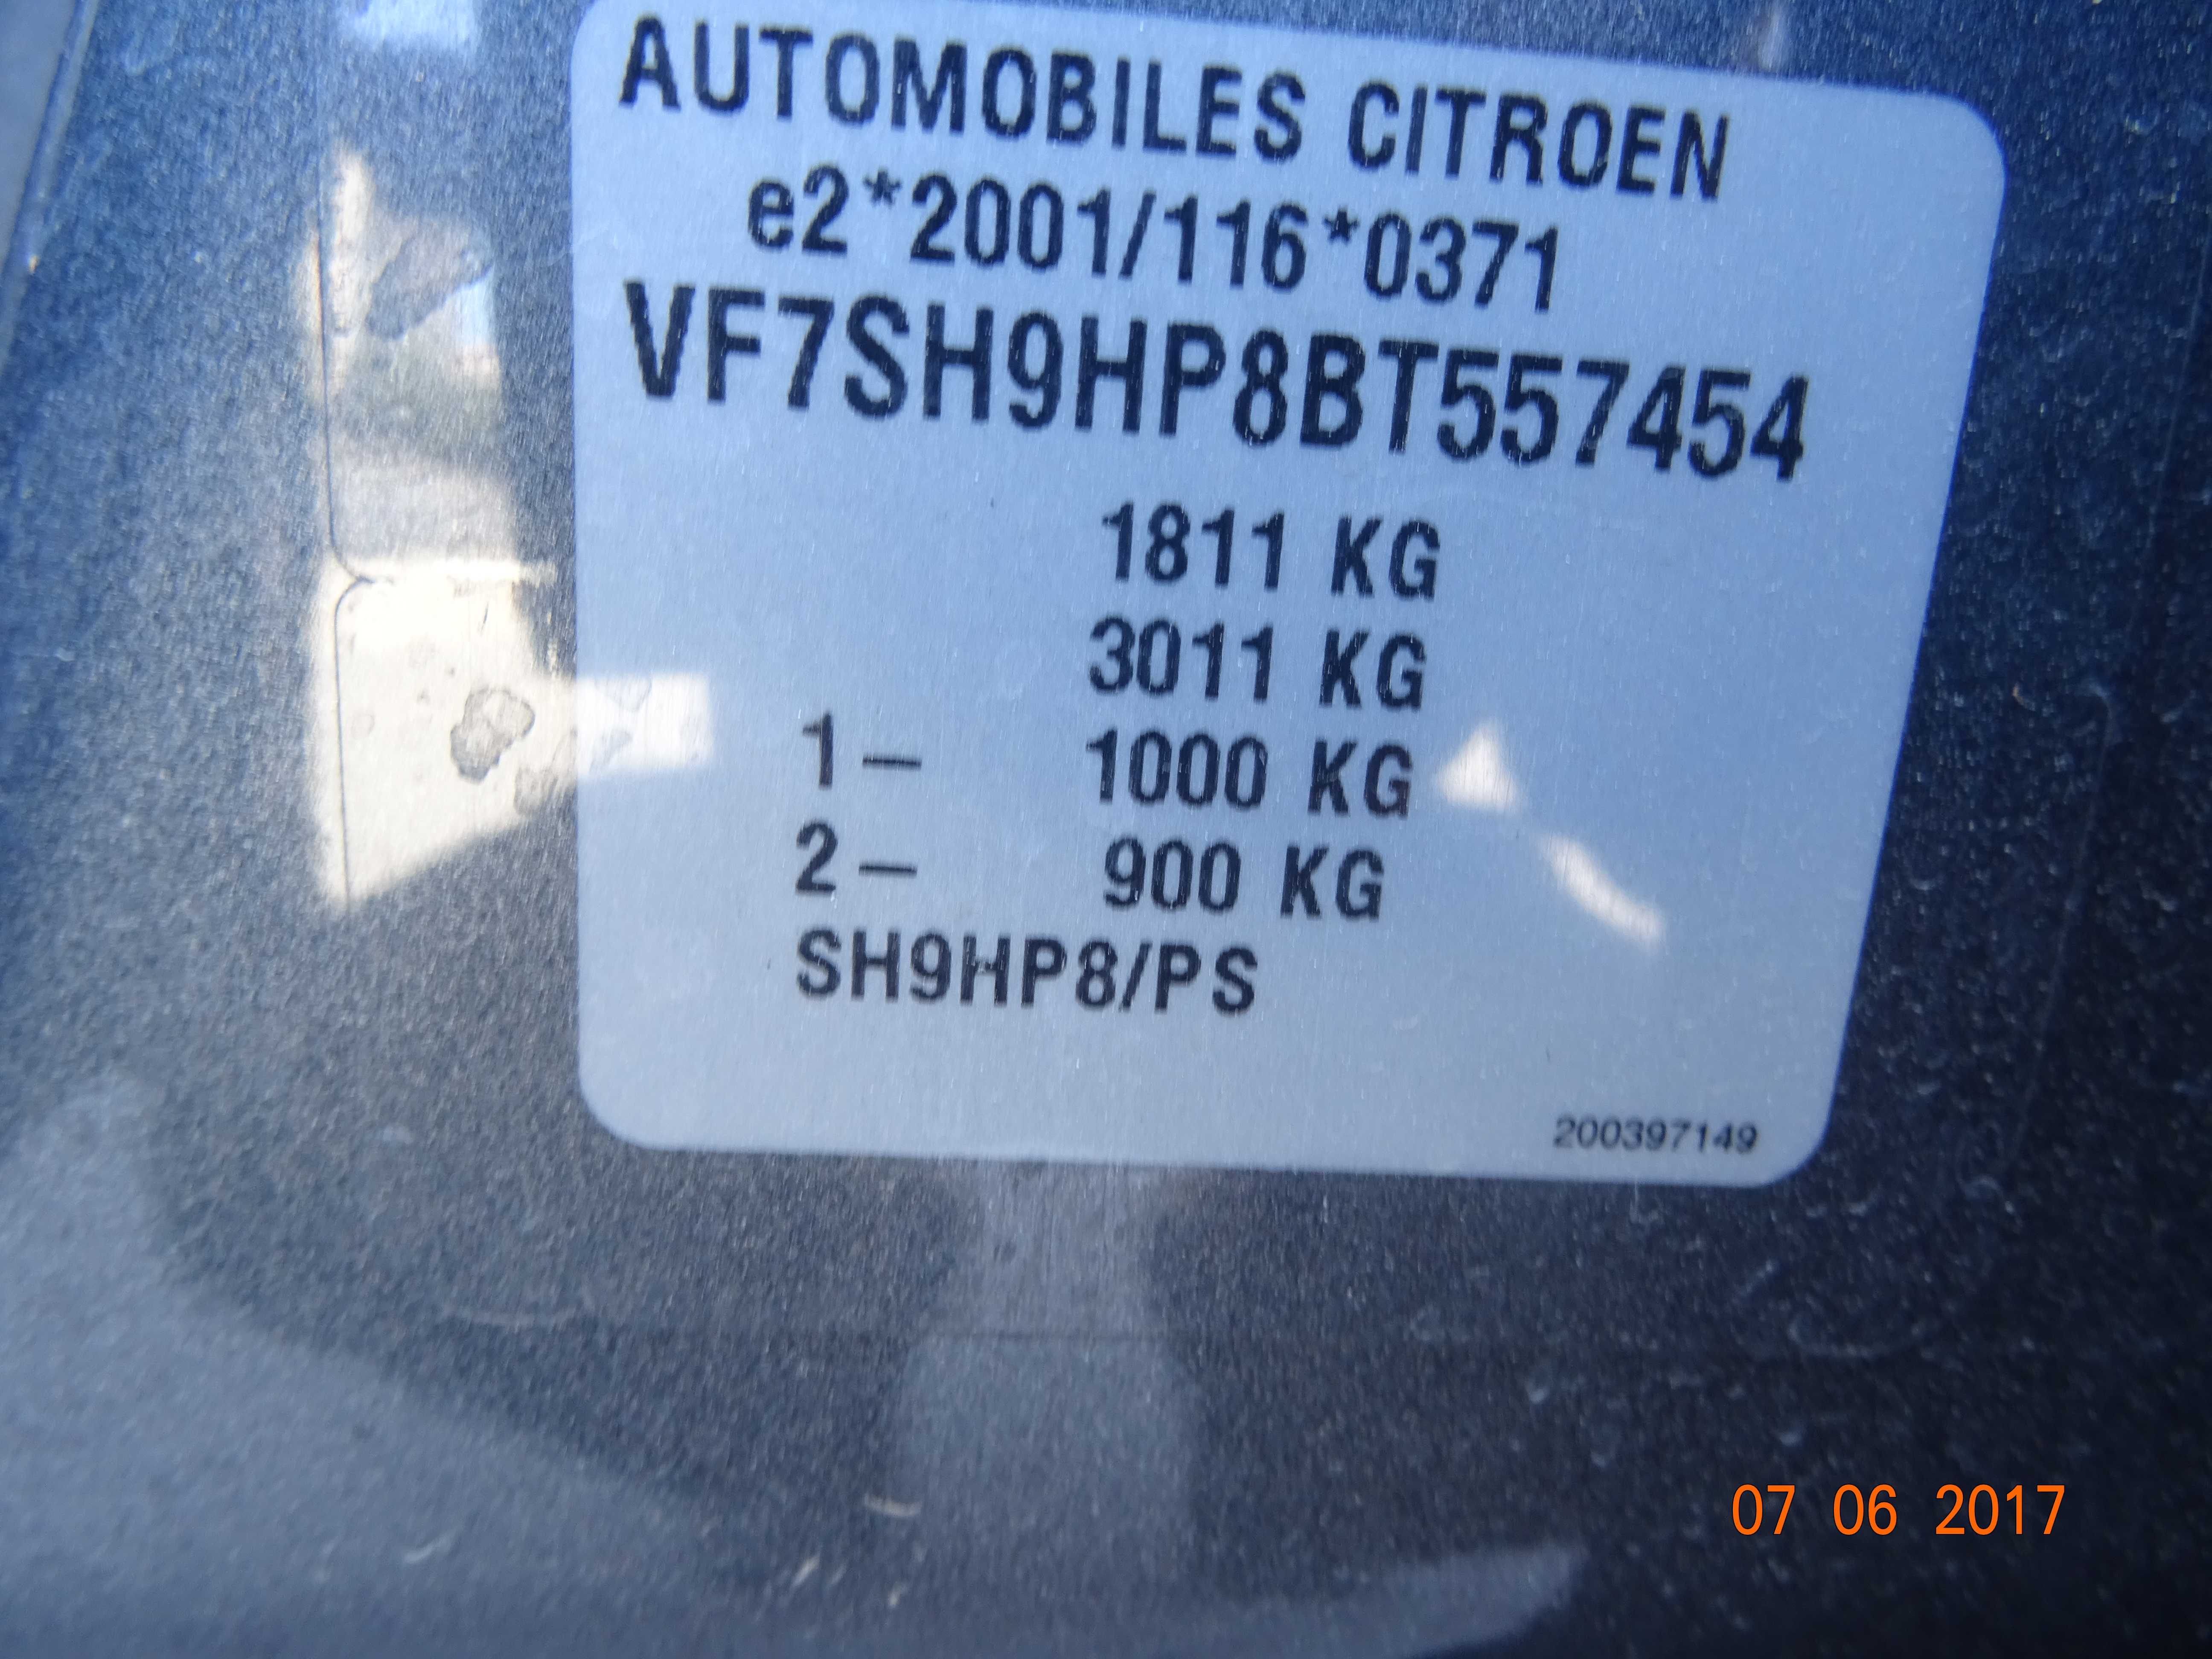 AUTOMOBILES CITROEN
e2*2001/116*0371
VF7SH9HP8BT557454
1811 KG
3011 KG
1– 1000 KG
2– 900 KG
SH9HP8/PS
200397149
07 06 2017